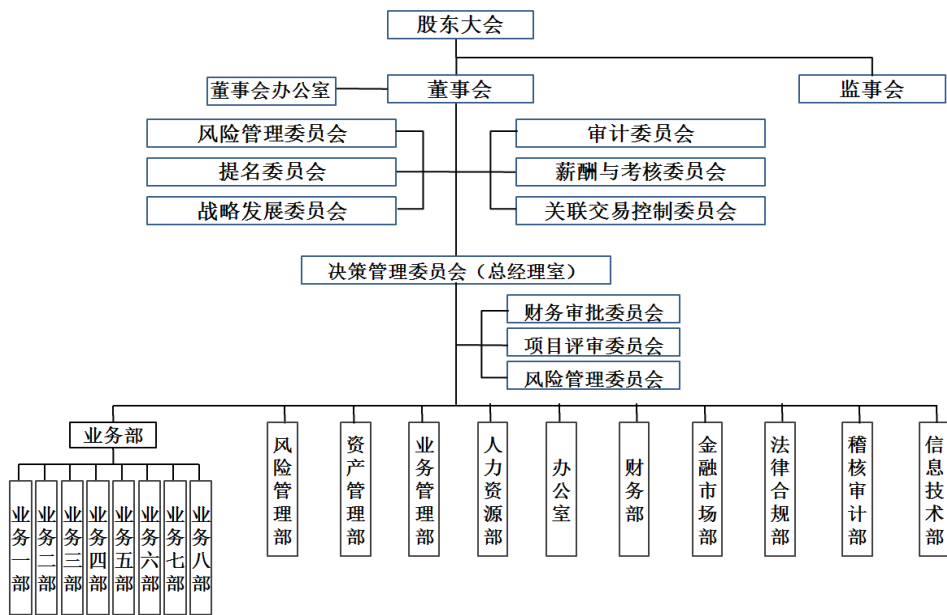 股东大会
董事会办公室
董事会
监事会
风险管理委员会
审计委员会
提名委员会
薪酬与考核委员会
战略发展委员会
关联交易控制委员会
决策管理委员会（总经理室）
财务审批委员会
项目评审委员会
风险管理委员会
业务部
业务一部
业务二部
业务三部
业务四部
业务五部
业务六部
业务七部
业务八部
风险管理部
资产管理部
业务管理部
人力资源部
办公室
财务部
金融市场部
法律合规部
稽核审计部
信息技术部